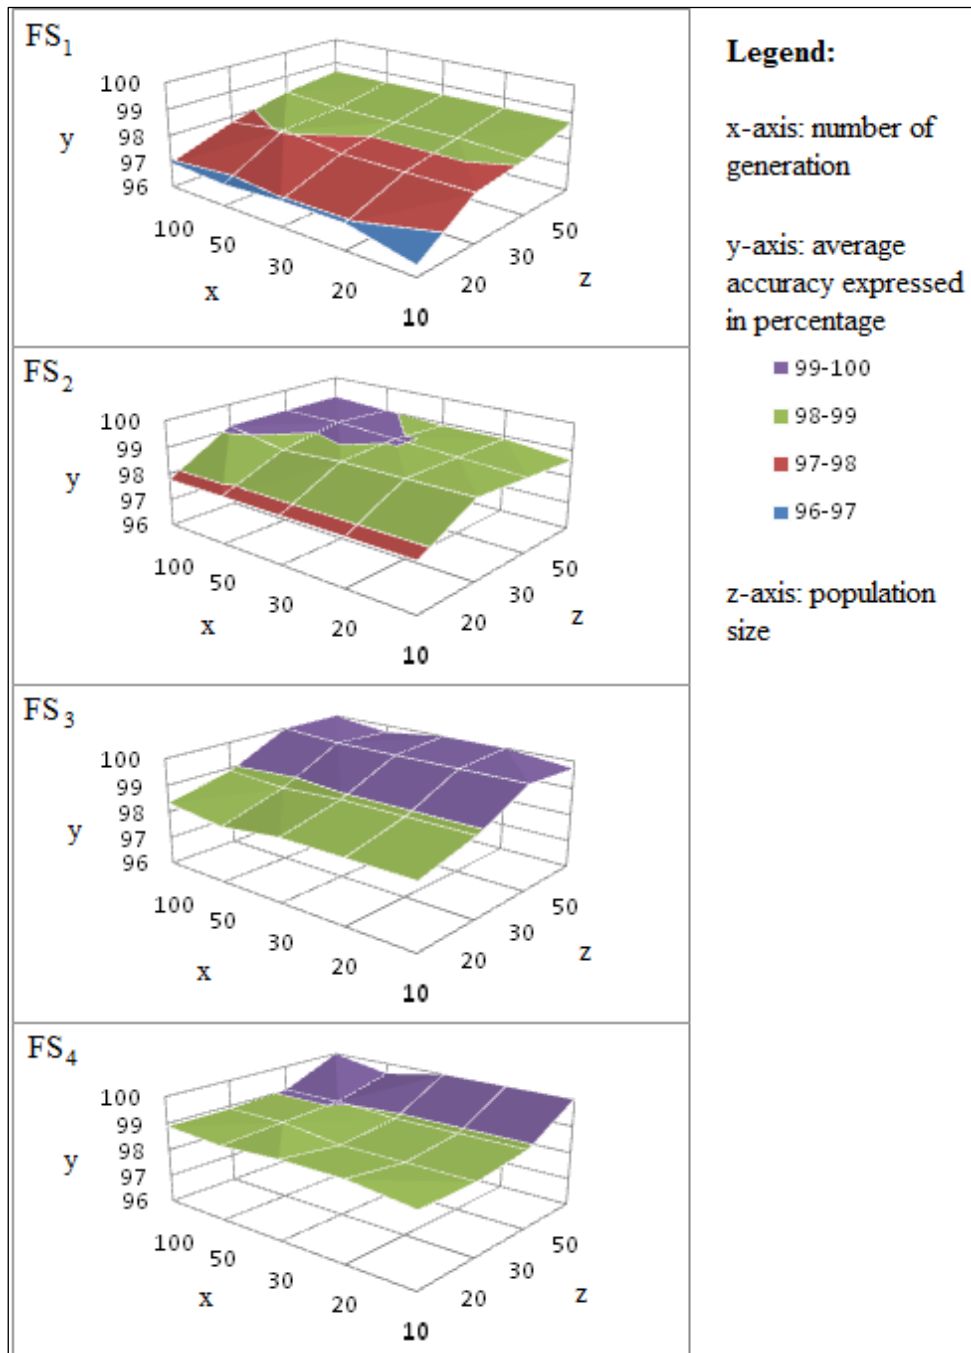 FS1
100
99
98
97
96
y
100
50
30
20
10
x
20
30
50
z
FS2
100
99
98
97
96
y
100
50
30
20
10
x
20
30
50
z
FS3
100
99
98
97
96
y
100
50
30
20
10
x
20
30
50
z
FS4
100
99
98
97
96
y
100
50
30
20
10
x
20
30
50
z
Legend:
x-axis: number of
generation
y-axis: average
accuracy expressed
in percentage
99-100
98-99
97-98
96-97
z-axis: population
size